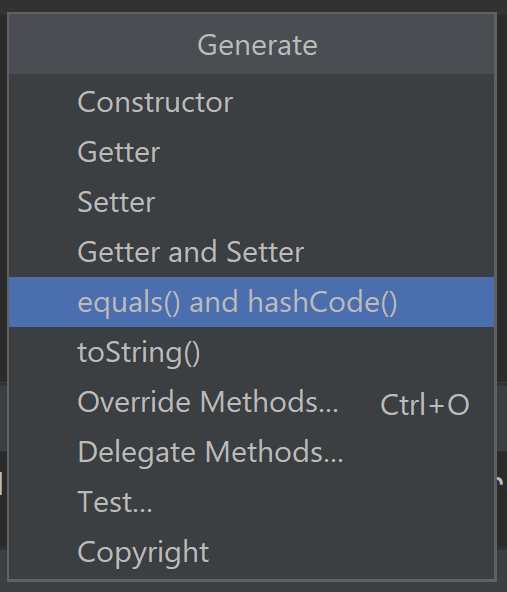 Generate
Constructor
Getter
Setter
Getter and Setter
equals() and hashCode()
toString()
Override Methods... Ctrl+O
Delegate Methods...
Test...
Copyright